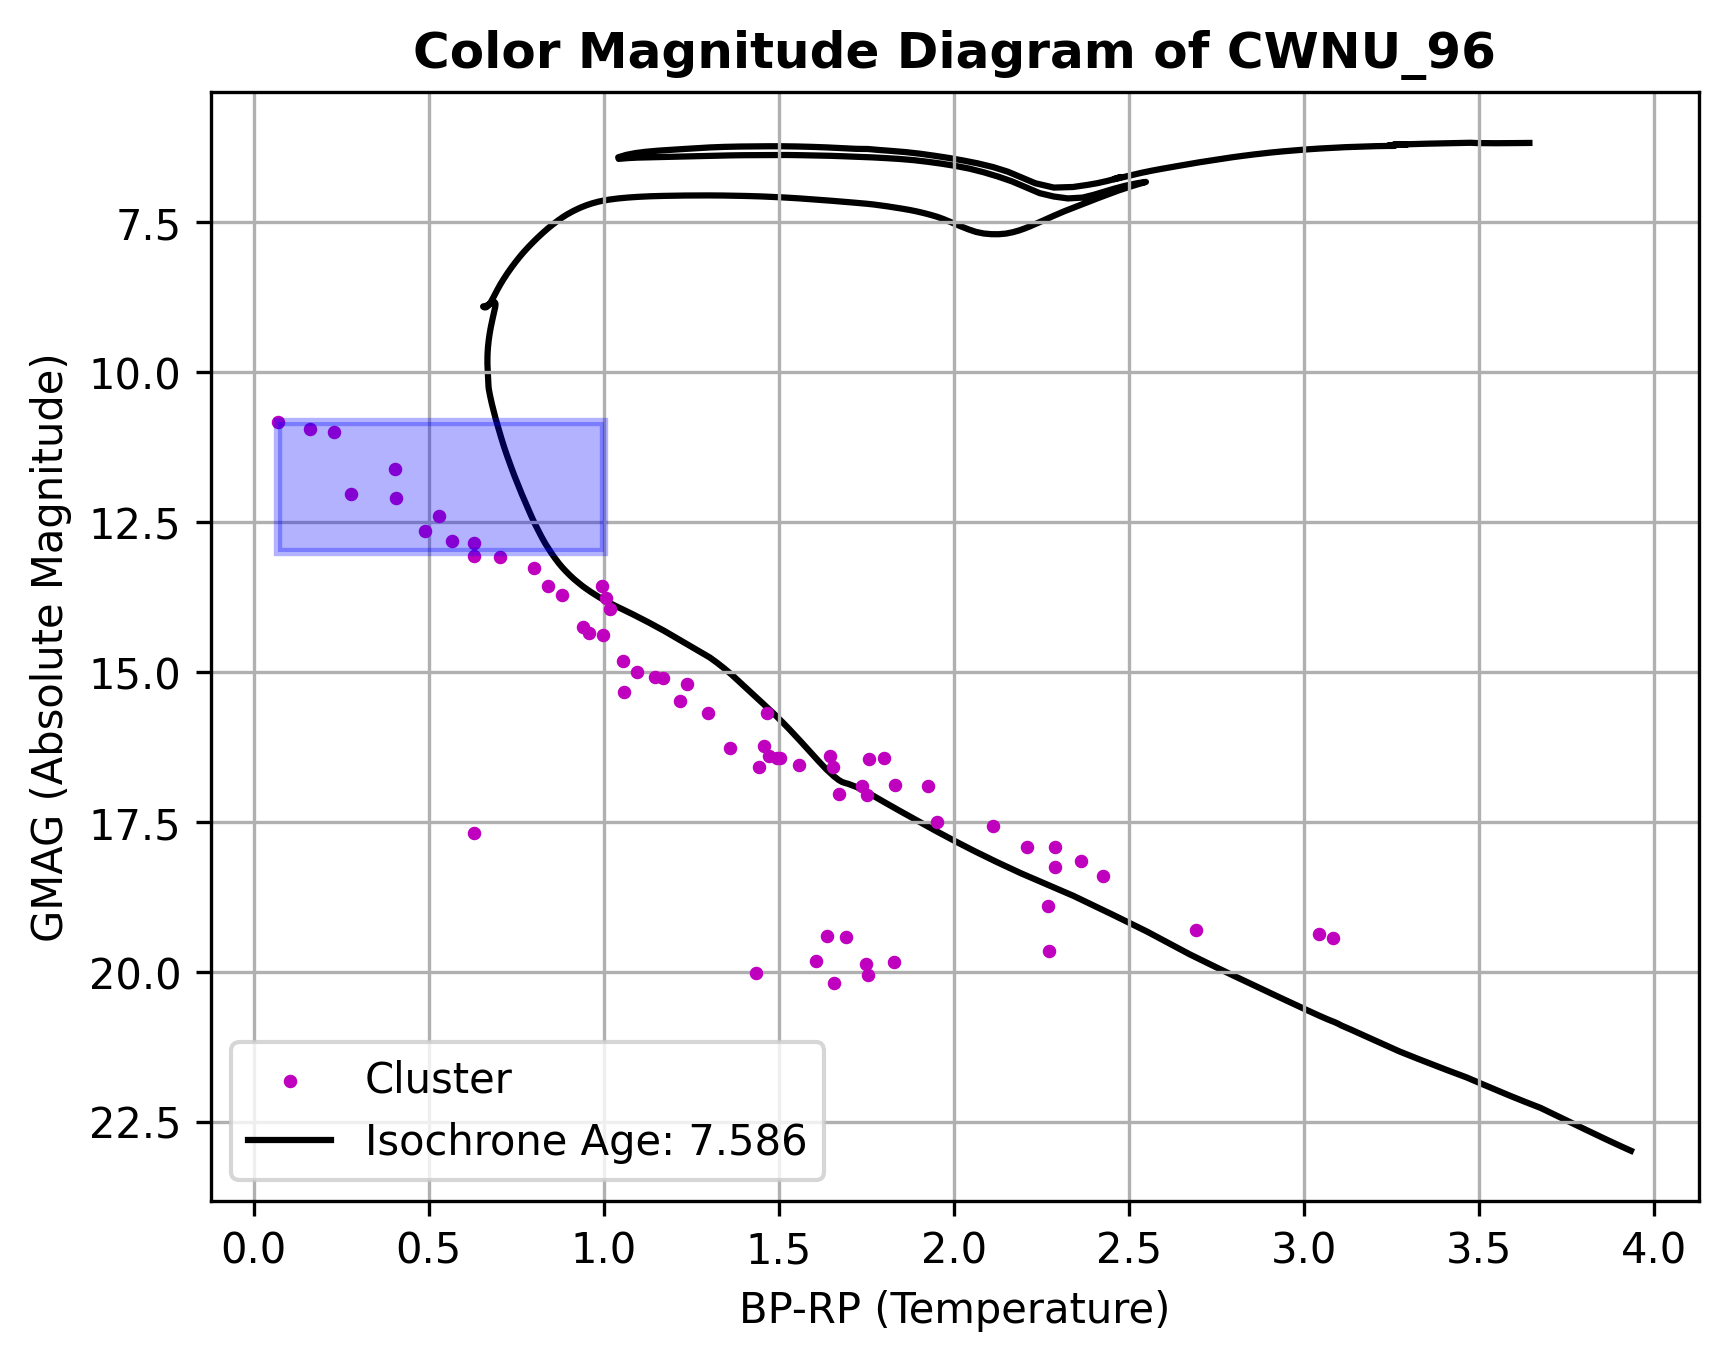 Color Magnitude Diagram of CWNU_96
GMAG (Absolute Magnitude)
7.5
10.0
12.5
15.0
17.5
20.0
22.5
Cluster
Isochrone Age: 7.586
0.0 0.5 1.0 1.5 2.0 2.5 3.0 3.5 4.0
BP-RP (Temperature)